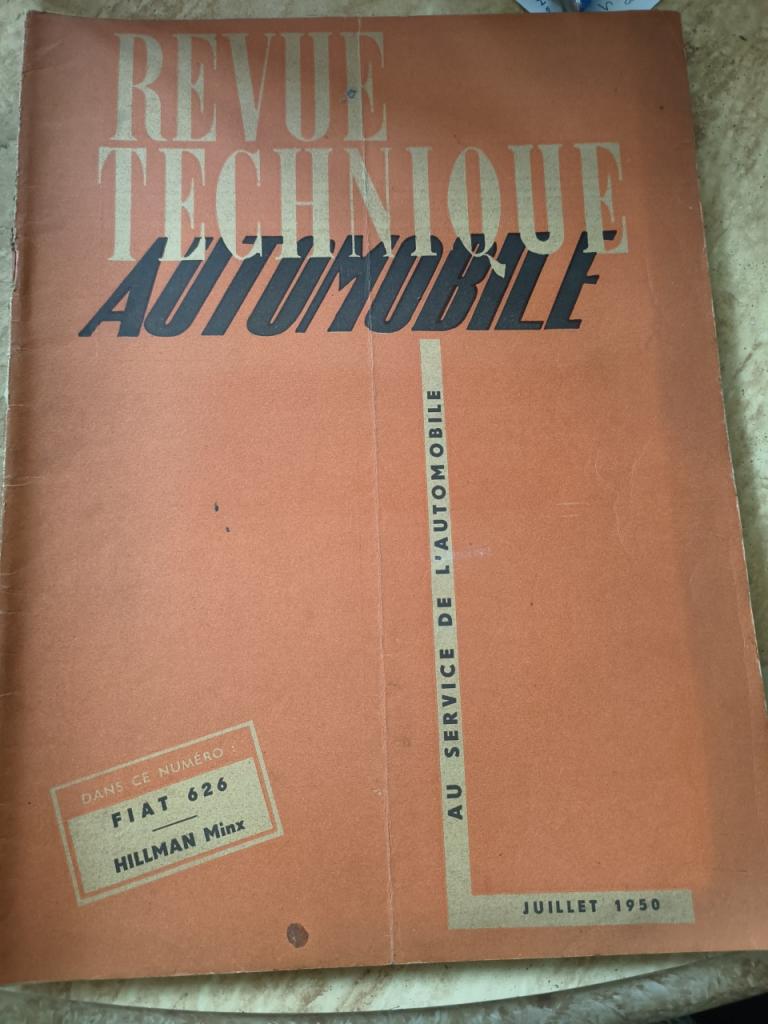 REVUE
TECHNIQUE
AUTOMOBILE
AU SERVICE DE L'AUTOMOBILE
DANS CE NUMÉRO :
FIAT 626
HILLMAN Minx
JUILLET 1950